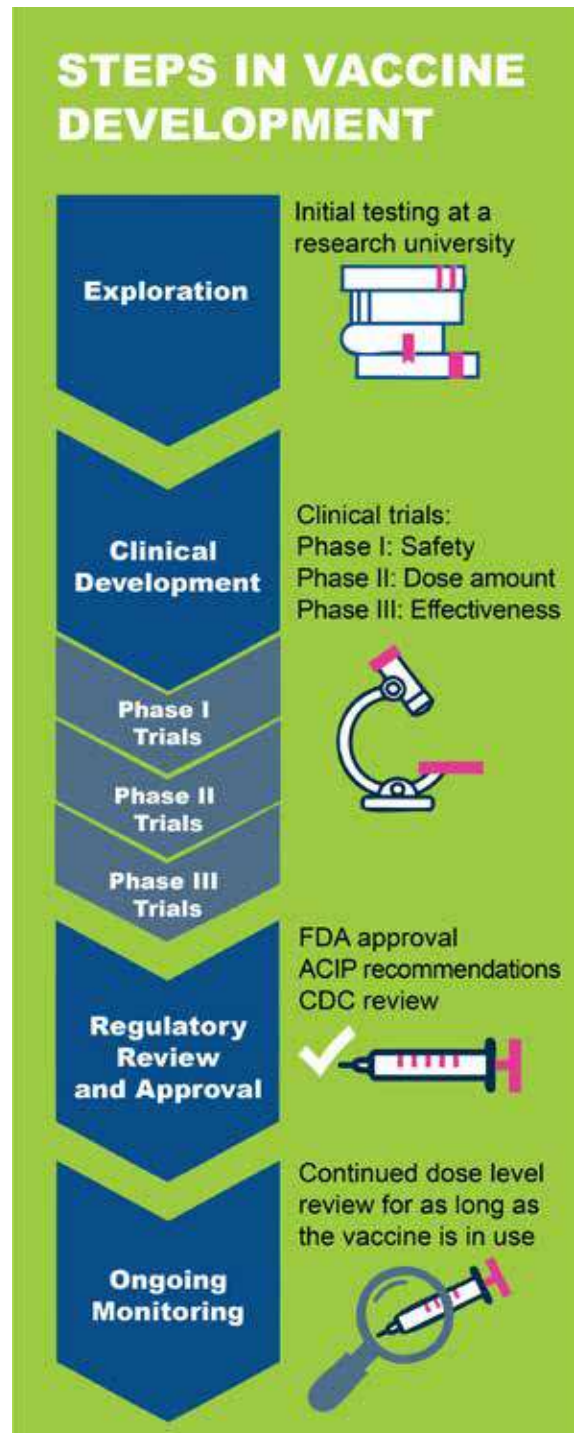 STEPS IN VACCINE
DEVELOPMENT
Exploration
Initial testing at a
research university
Clinical
Development
Clinical trials:
Phase I: Safety
Phase II: Dose amount
Phase III: Effectiveness
Phase I
Trials
Phase II
Trials
Phase III
Trials
Regulatory
Review
and Approval
FDA approval
ACIP recommendations
CDC review
Ongoing
Monitoring
Continued dose level
review for as long as
the vaccine is in use